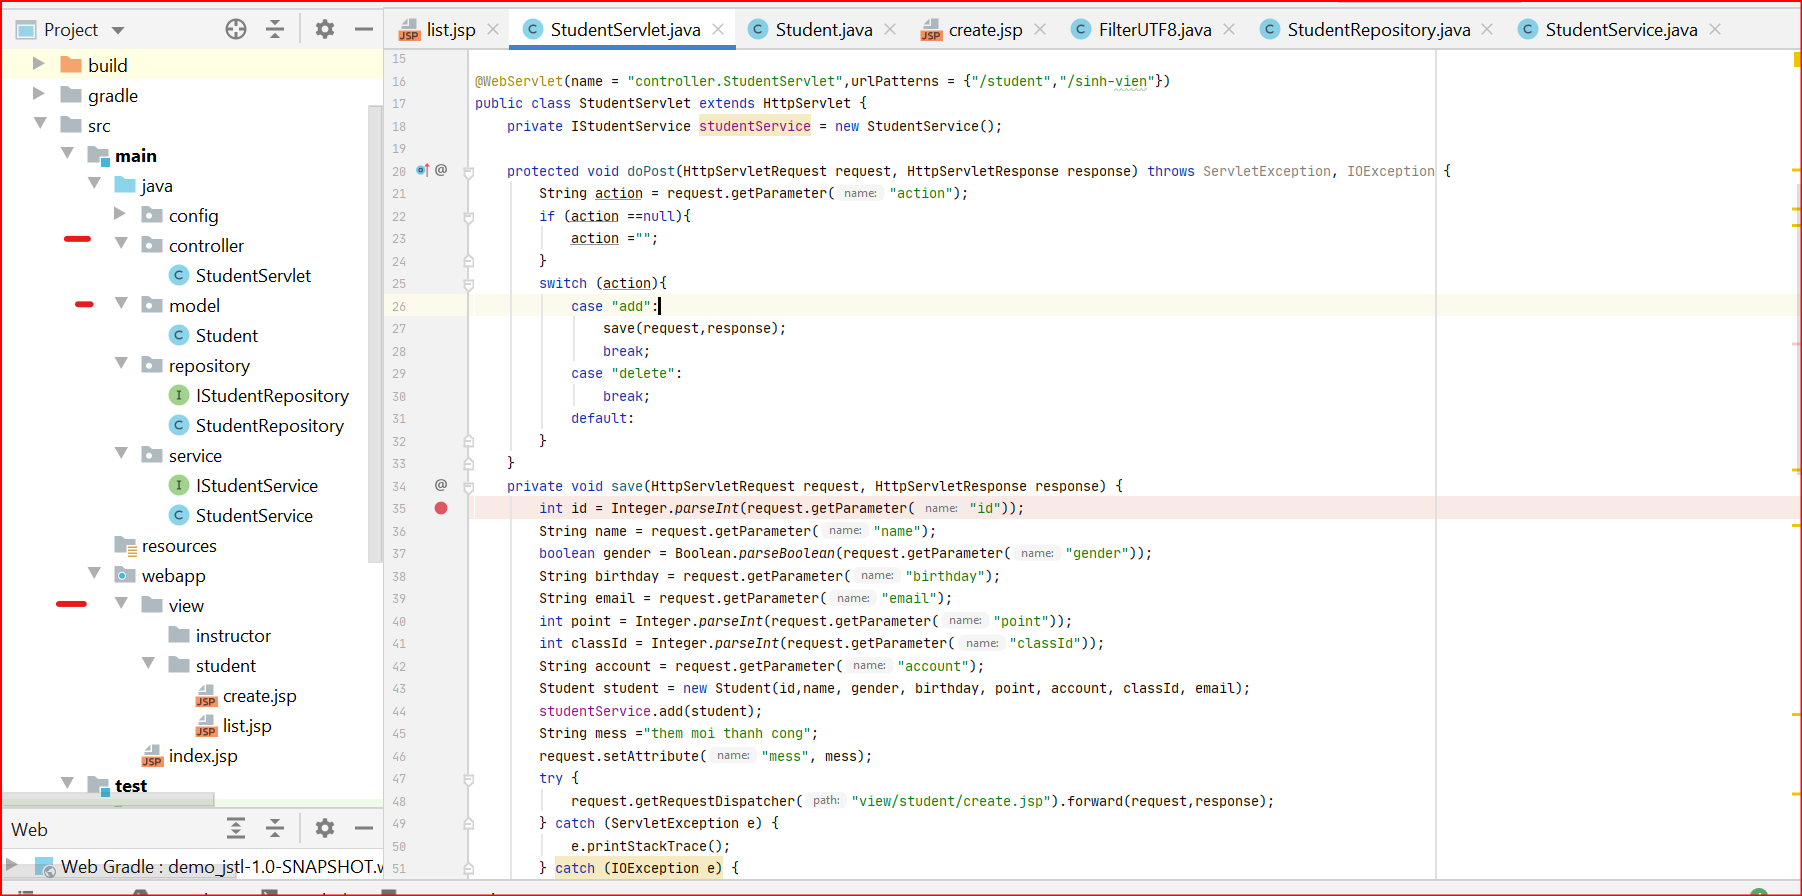 Project
list.jsp
StudentServlet.java
Student.java
create.jsp
FilterUTF8.java
StudentRepository.java
StudentService.java
build
gradle
src
main
java
config
controller
StudentServlet
model
Student
repository
IStudentRepository
StudentRepository
service
IStudentService
StudentService
resources
webapp
view
instructor
student
create.jsp
list.jsp
index.jsp
test
Web
Web Gradle : demo_jstl-1.0-SNAPSHOT.w
15
16 @WebServlet(name = "controller.StudentServlet",urlPatterns = {"/student","/sinh-vien"})
17 public class StudentServlet extends HttpServlet {
18 private IStudentService studentService = new StudentService();
19
20 @ protected void doPost(HttpServletRequest request, HttpServletResponse response) throws ServletException, IOException {
21 String action = request.getParameter( name: "action");
22 if (action ==null){
23 action ="";
24 }
25 switch (action){
26 case "add":
27 save(request,response);
28 break;
29 case "delete":
30 break;
31 default:
32 }
33 }
34 @ private void save(HttpServletRequest request, HttpServletResponse response) {
35 int id = Integer.parseInt(request.getParameter( name: "id"));
36 String name = request.getParameter( name: "name");
37 boolean gender = Boolean.parseBoolean(request.getParameter( name: "gender"));
38 String birthday = request.getParameter( name: "birthday");
39 String email = request.getParameter( name: "email");
40 int point = Integer.parseInt(request.getParameter( name: "point"));
41 int classId = Integer.parseInt(request.getParameter( name: "classId"));
42 String account = request.getParameter( name: "account");
43 Student student = new Student(id,name, gender, birthday, point, account, classId, email);
44 studentService.add(student);
45 String mess ="them moi thanh cong";
46 request.setAttribute( name: "mess", mess);
47 try {
48 request.getRequestDispatcher( path: "view/student/create.jsp").forward(request,response);
49 } catch (ServletException e) {
50 e.printStackTrace();
51 } catch (IOException e) {